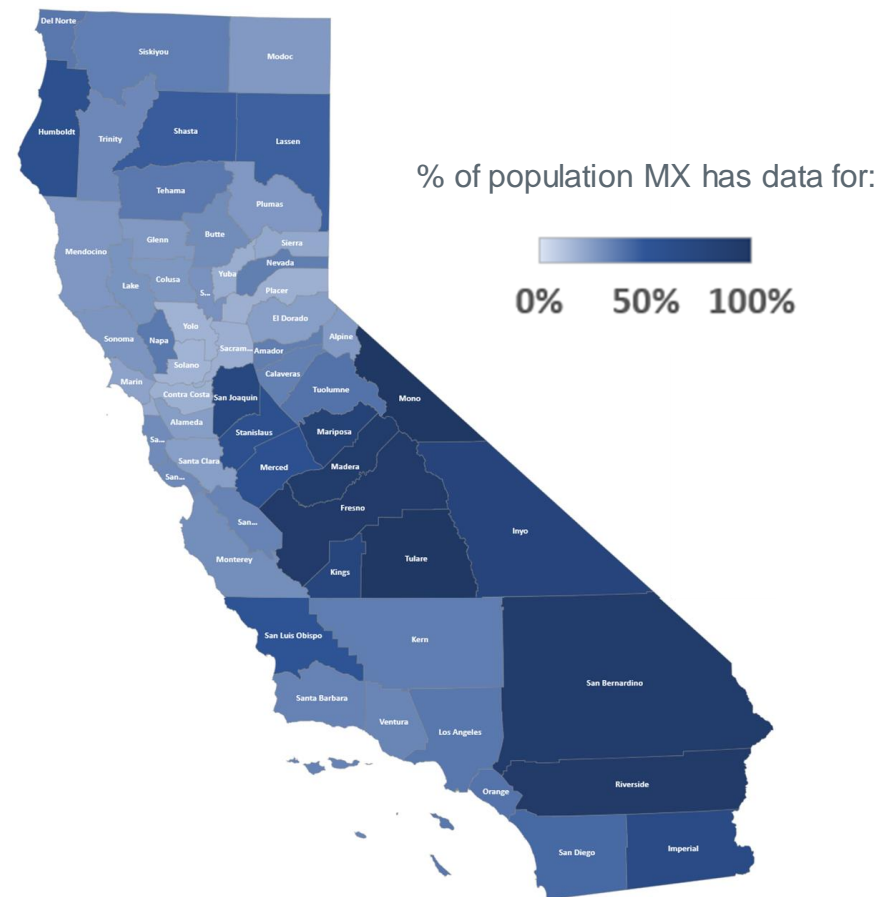 Del Norte
Siskiyou
Modoc
Humboldt
Trinity
Shasta
Lassen
% of population MX has data for:
0% 50% 100%
Tehama
Plumas
Butte
Glenn
Sierra
Mendocino
Nevada
Yuba
Colusa
Lake
S...
Placer
El Dorado
Yolo
Sonoma
Napa
Alpine
Sacram...
Amador
Solano
Calaveras
Marin
Tuolumne
Contra Costa
San Joaquin
Mono
Alameda
Mariposa
Stanislaus
Sa...
Santa Clara
Merced
Madera
San...
Fresno
San...
Inyo
Monterey
Tulare
Kings
San Luis Obispo
Kern
San Bernardino
Santa Barbara
Ventura
Los Angeles
Riverside
Orange
San Diego
Imperial